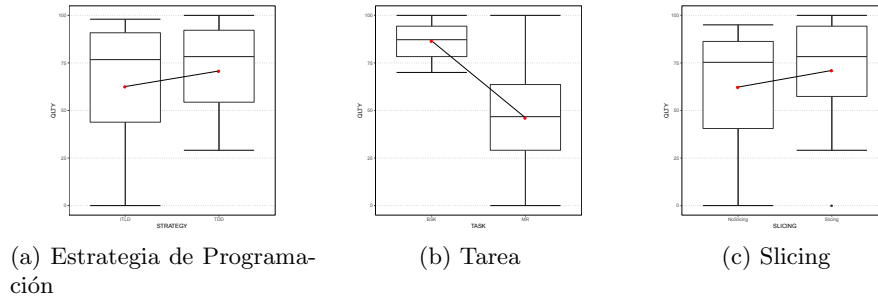 100
75
50
25
0
QLTY
ITLD
TDD
STRATEGY
100
75
50
25
0
QLTY
BSK
MR
TASK
100
75
50
25
0
QLTY
NoSlicing
Slicing
SLICING
(a) Estrategia de Programa-
ción
(b) Tarea
(c) Slicing